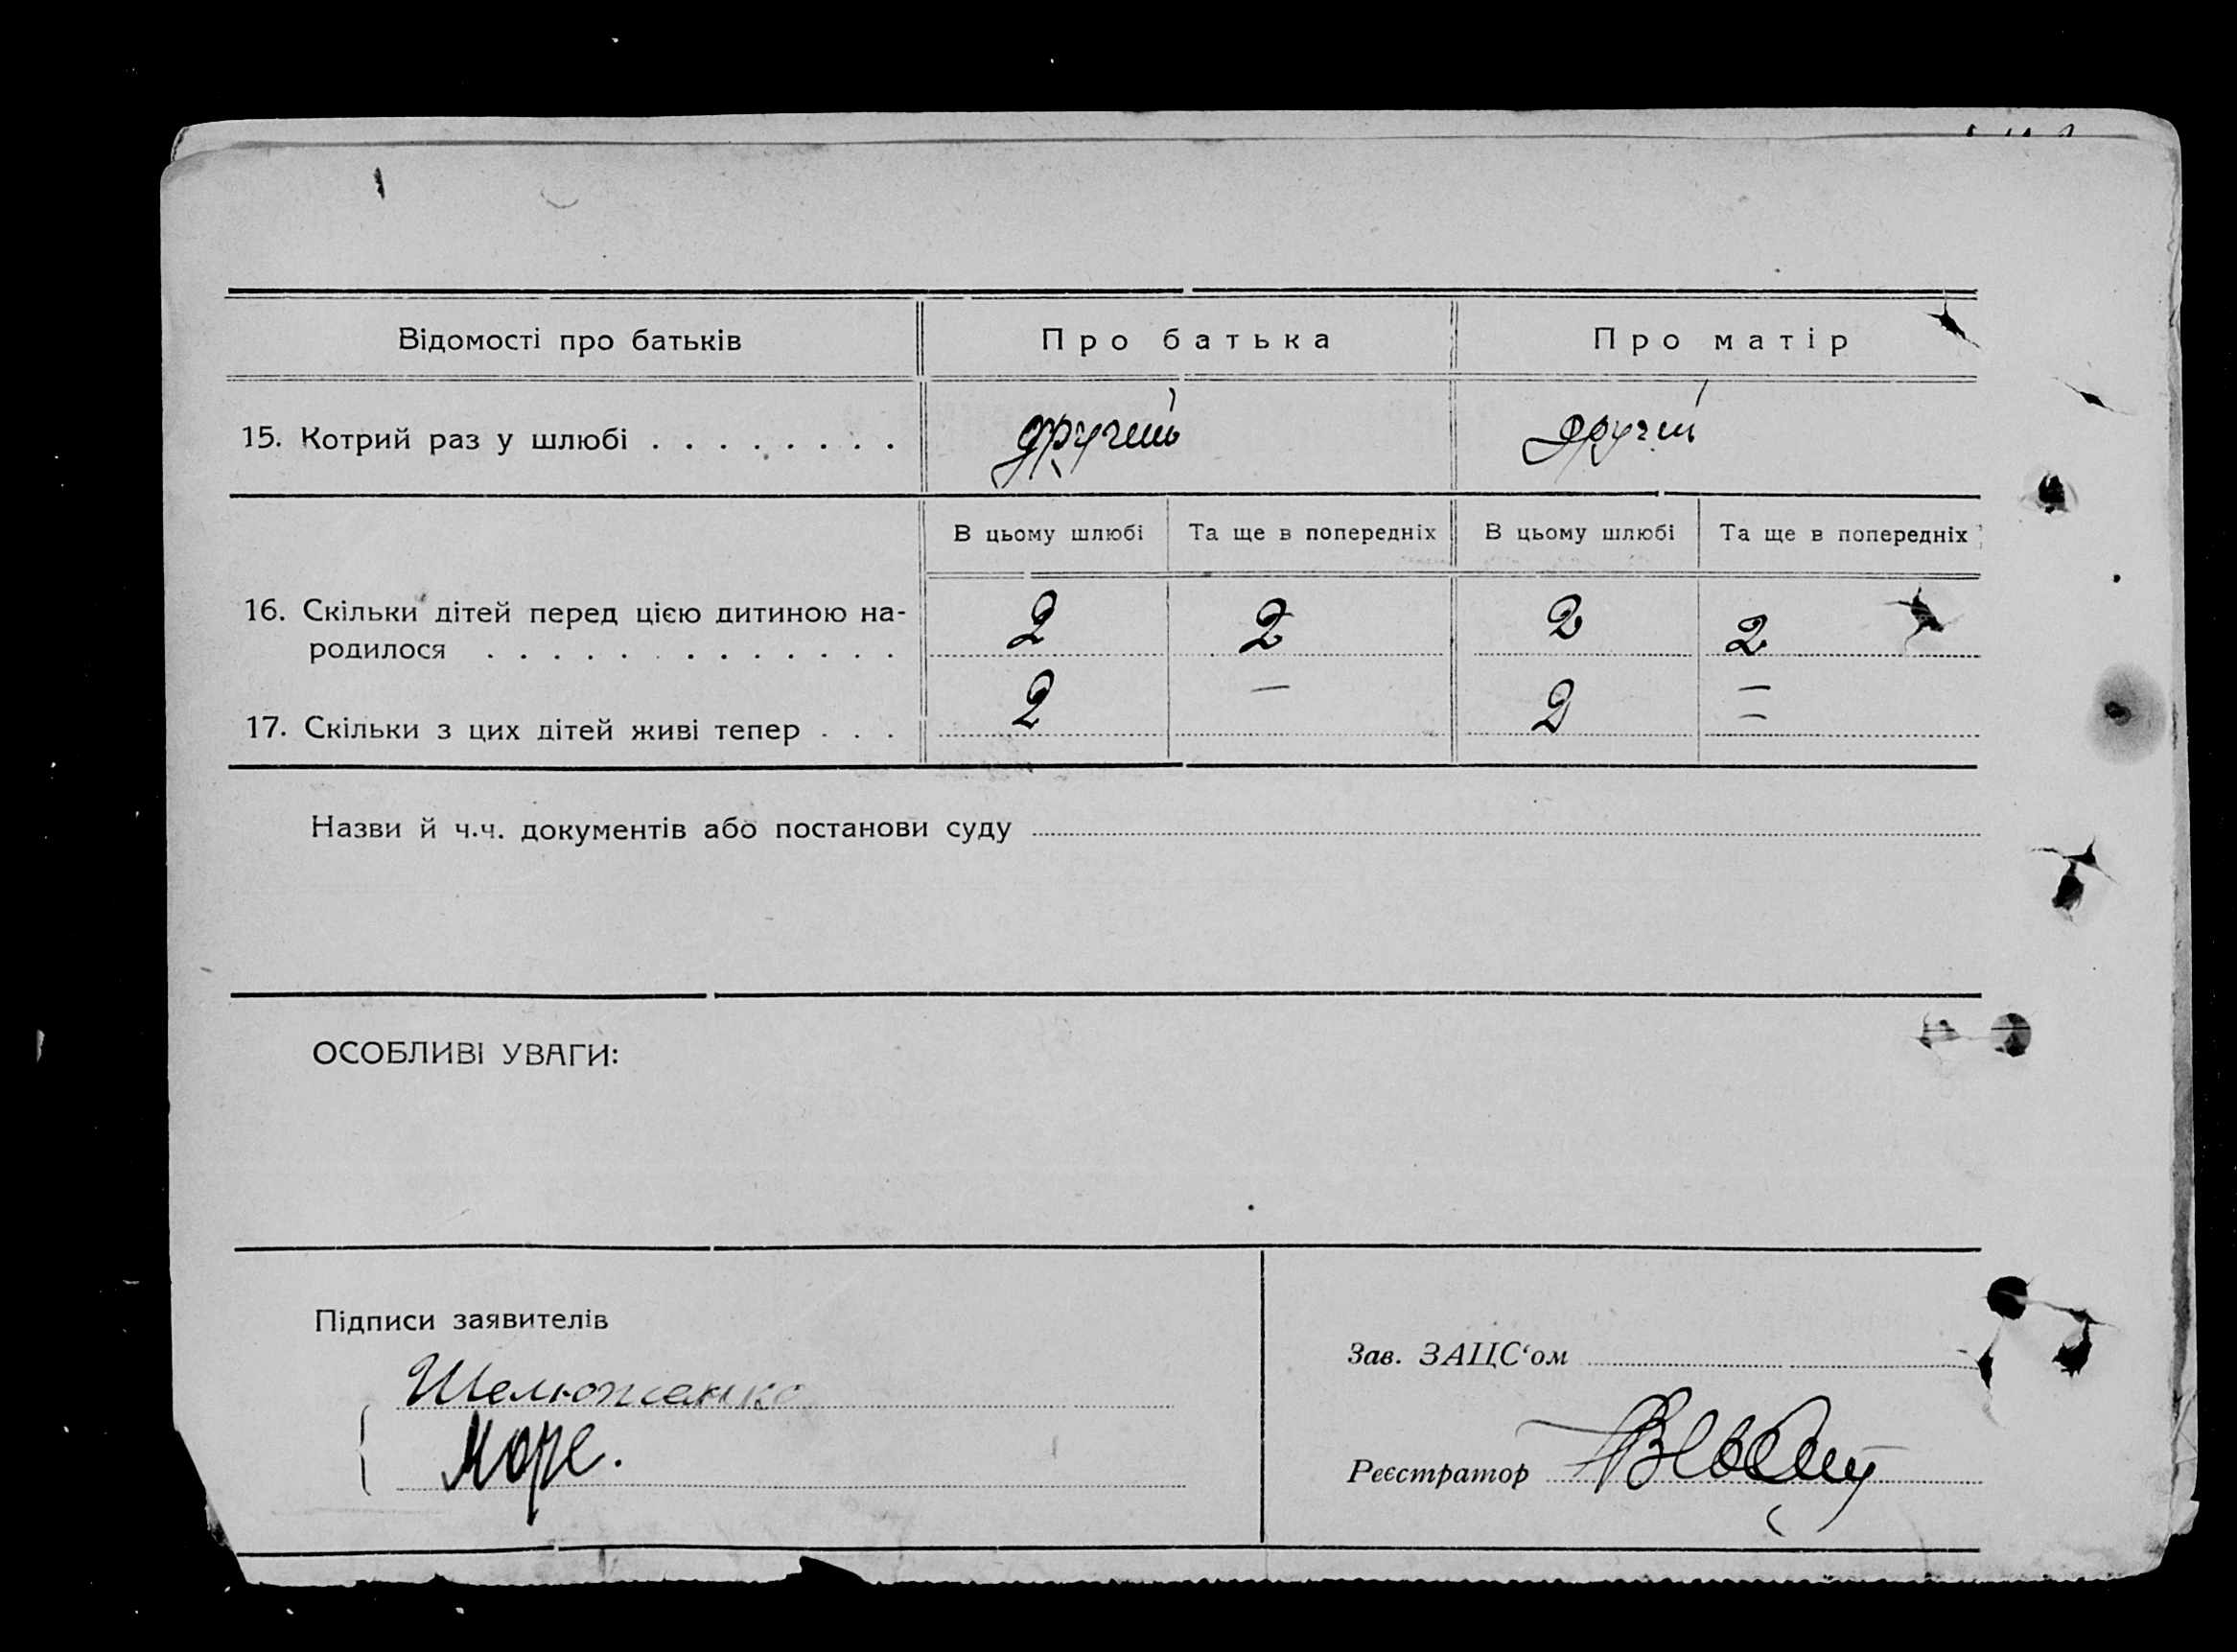 Відомості про батьків
Про батька
Про матір
15. Котрий раз у шлюбі . . . . . . . .
другий
другий
В цьому шлюбі
Та ще в попередніх
В цьому шлюбі
Та ще в попередніх
16. Скільки дітей перед цією дитиною на-
родилося . . . . . . . . . . . . .
2
2
2
2
17. Скільки з цих дітей живі тепер . . .
2
—
2
=
Назви й ч.ч. документів або постанови суду
ОСОБЛИВІ УВАГИ:
Підписи заявителів
Шелюженко
Море.
Зав. ЗАЦС‘ом
Реєстратор